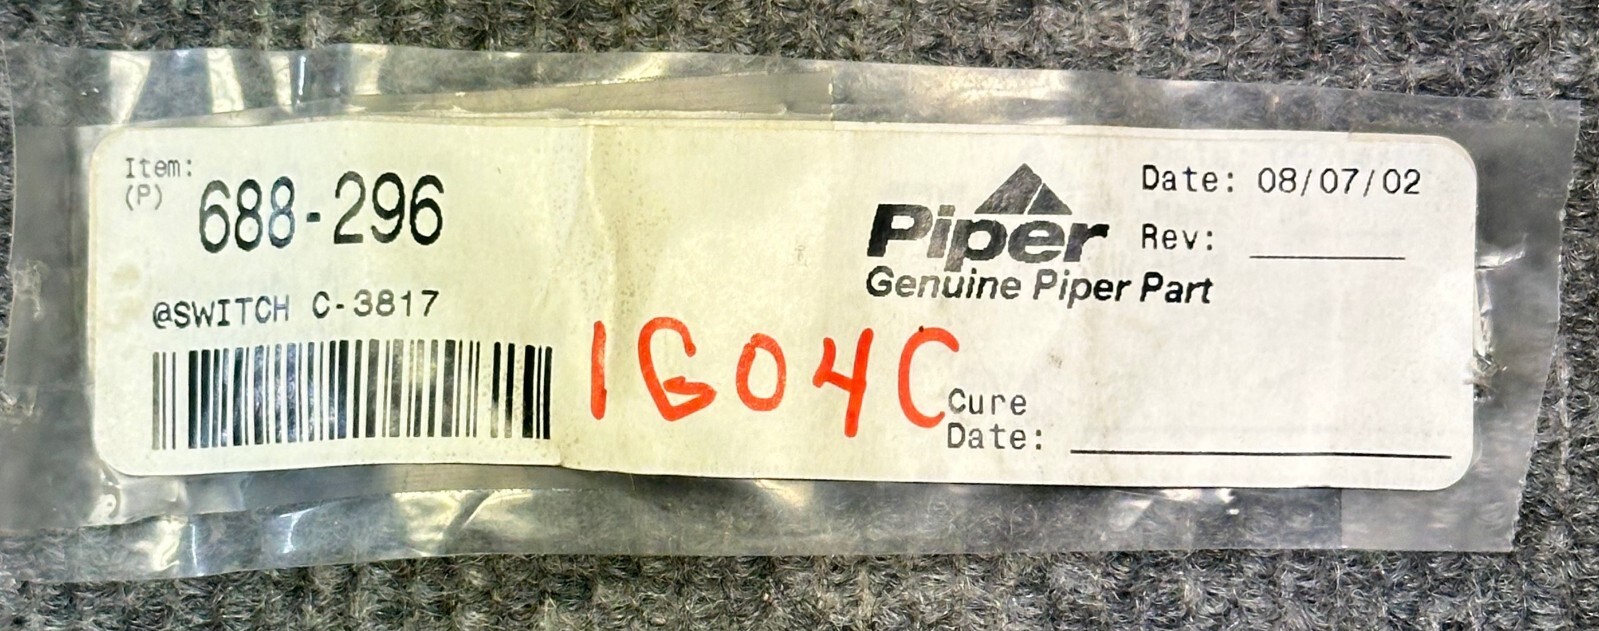 Item:
(P) 688-296
@SWITCH C-3817
Piper
Genuine Piper Part
Date: 08/07/02
Rev:
1G04C
Cure
Date: